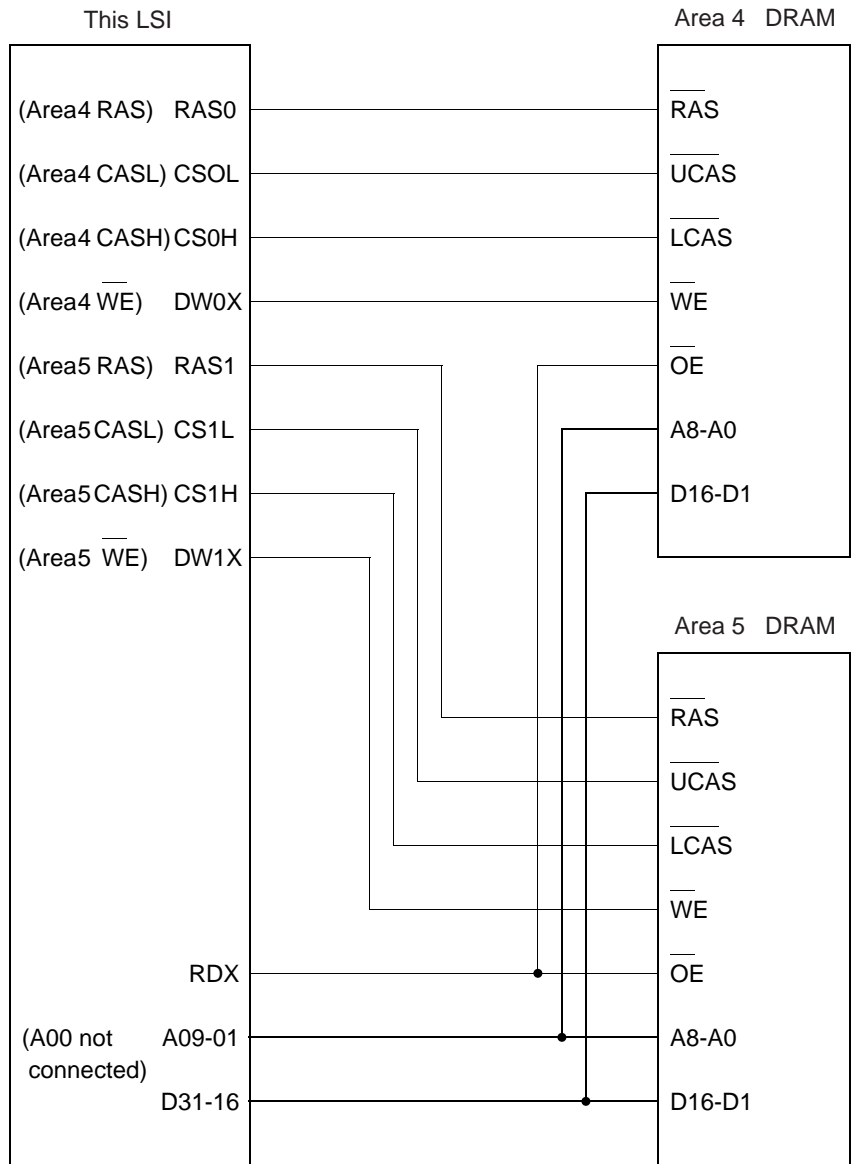 This LSI
Area 4 DRAM
(Area4 RAS) RAS0
RAS
(Area4 CASL) CSOL
UCAS
(Area4 CASH) CS0H
LCAS
(Area4 WE) DW0X
WE
(Area5 RAS) RAS1
OE
(Area5 CASL) CS1L
A8-A0
(Area5 CASH) CS1H
D16-D1
(Area5 WE) DW1X
Area 5 DRAM
RAS
UCAS
LCAS
WE
RDX
OE
(A00 not connected)
A09-01
A8-A0
D31-16
D16-D1